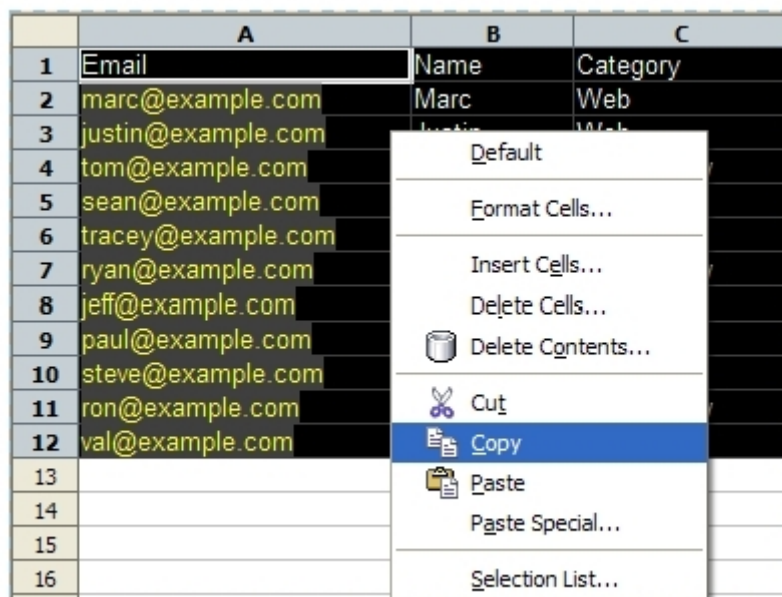 A B C
1 Email Name Category
2 marc@example.com Marc Web
3 justin@example.com Justin Web
4 tom@example.com
5 sean@example.com
6 tracey@example.com
7 ryan@example.com
8 jeff@example.com
9 paul@example.com
10 steve@example.com
11 ron@example.com
12 val@example.com
13
14
15
16
Default
Format Cells...
Insert Cells...
Delete Cells...
Delete Contents...
Cut
Copy
Paste
Paste Special...
Selection List...